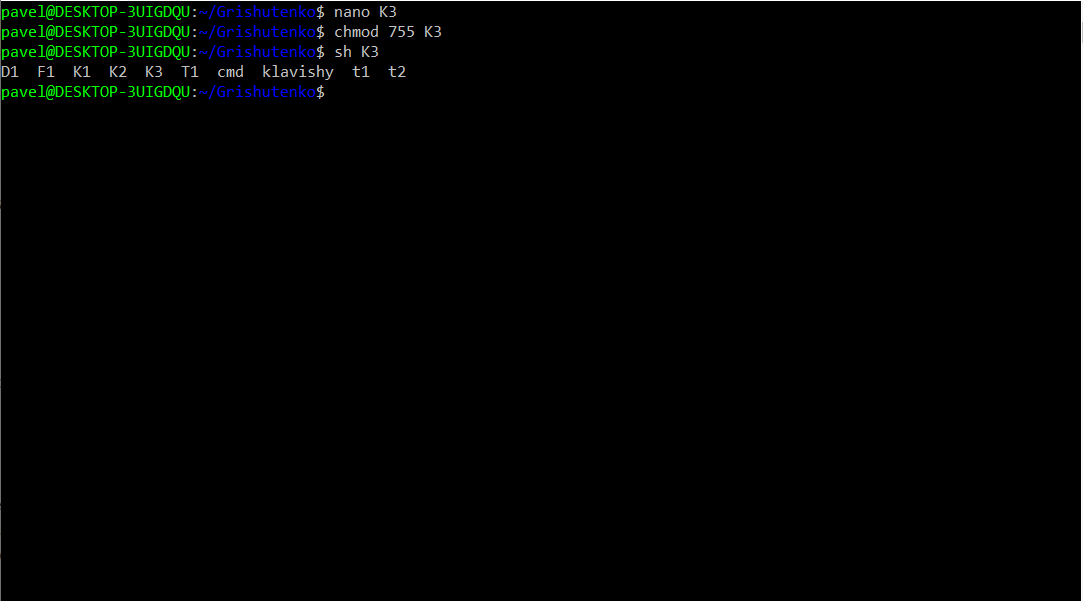 pavel@DESKTOP-3UIGDQU:~/Grishutenko$ nano K3
pavel@DESKTOP-3UIGDQU:~/Grishutenko$ chmod 755 K3
pavel@DESKTOP-3UIGDQU:~/Grishutenko$ sh K3
D1  F1  K1  K2  K3  T1  cmd  klavishy  t1  t2
pavel@DESKTOP-3UIGDQU:~/Grishutenko$